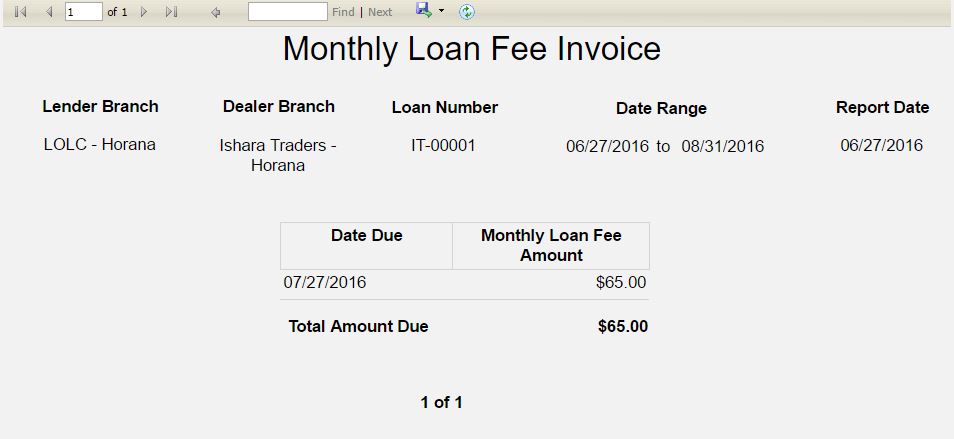 1 of 1 Find | Next
Monthly Loan Fee Invoice
Lender Branch Dealer Branch Loan Number Date Range Report Date
LOLC - Horana Ishara Traders - IT-00001 06/27/2016 to 08/31/2016 06/27/2016
Horana
Date Due Monthly Loan Fee
Amount
07/27/2016 $65.00
Total Amount Due $65.00
1 of 1